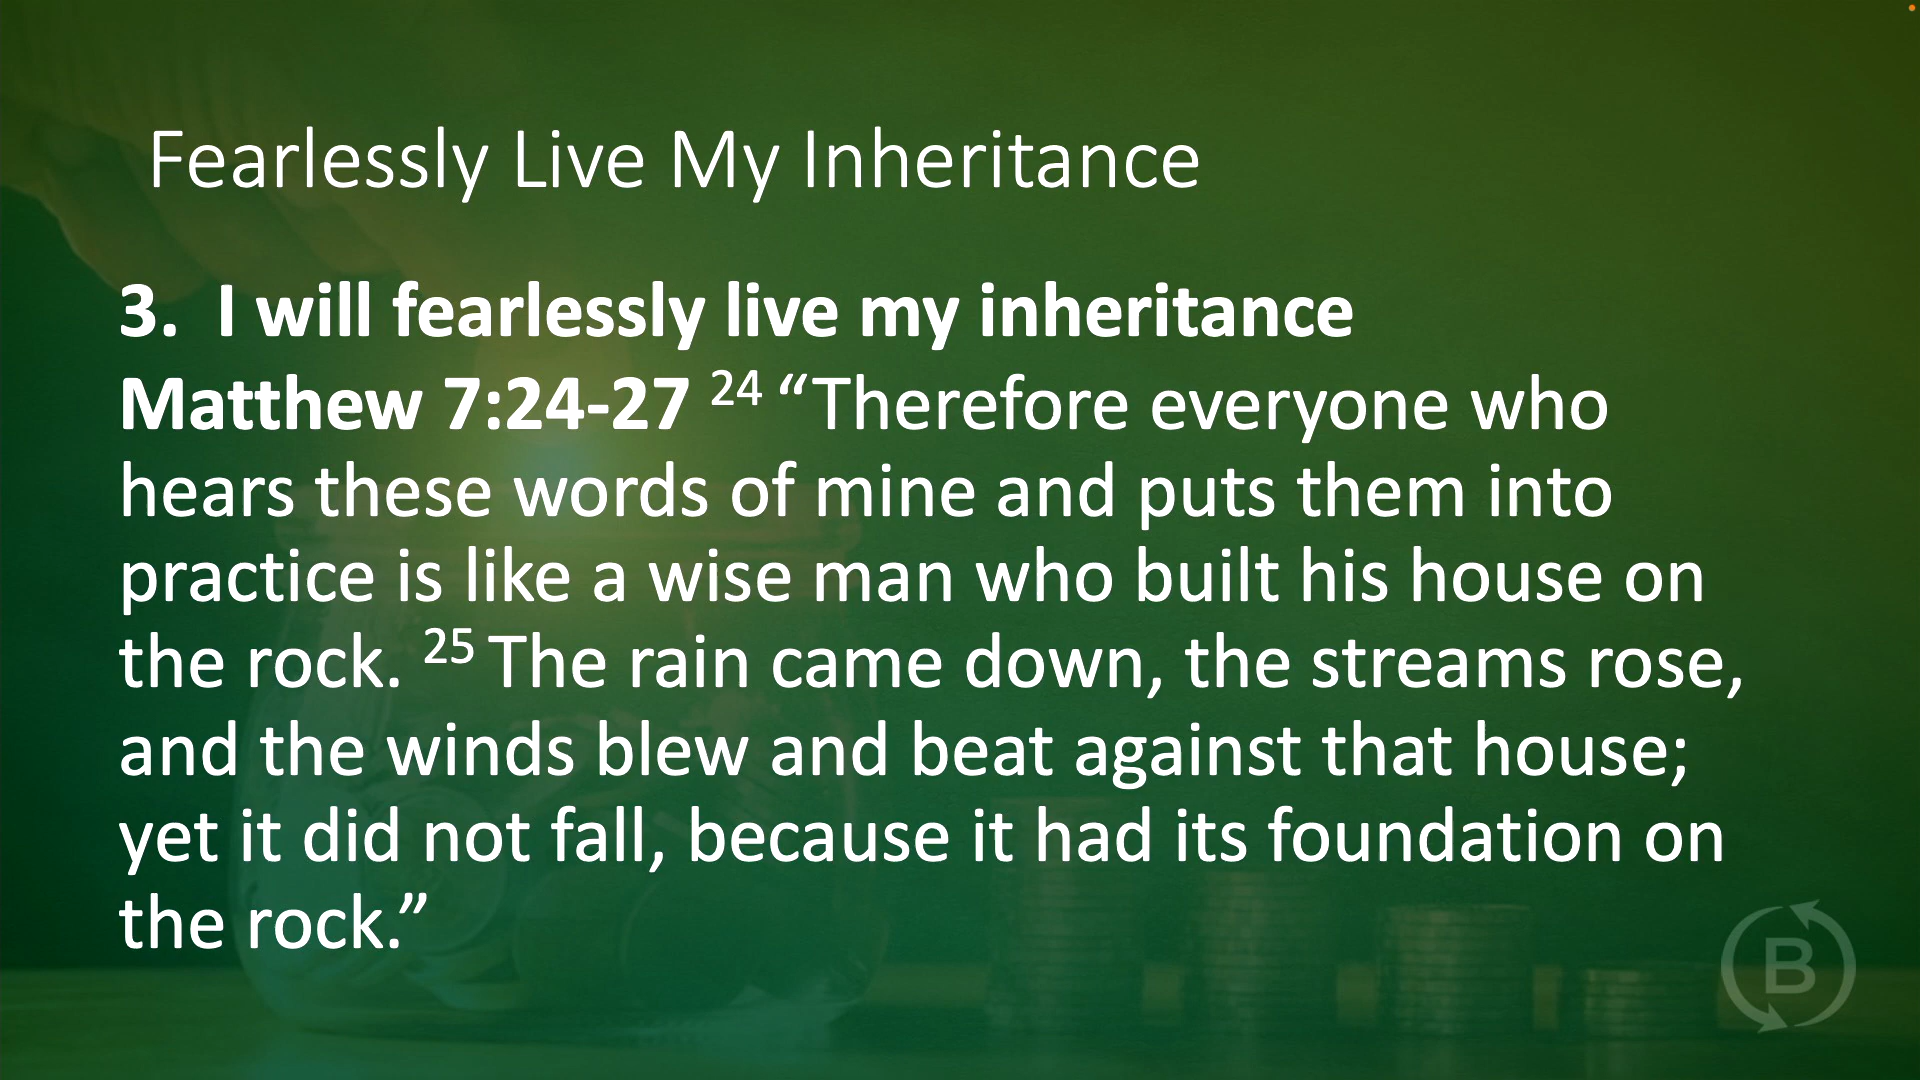 Fearlessly Live My Inheritance
3.  I will fearlessly live my inheritance
Matthew 7:24-27 24 “Therefore everyone who
hears these words of mine and puts them into
practice is like a wise man who built his house on
the rock. 25 The rain came down, the streams rose,
and the winds blew and beat against that house;
yet it did not fall, because it had its foundation on
the rock.”
B